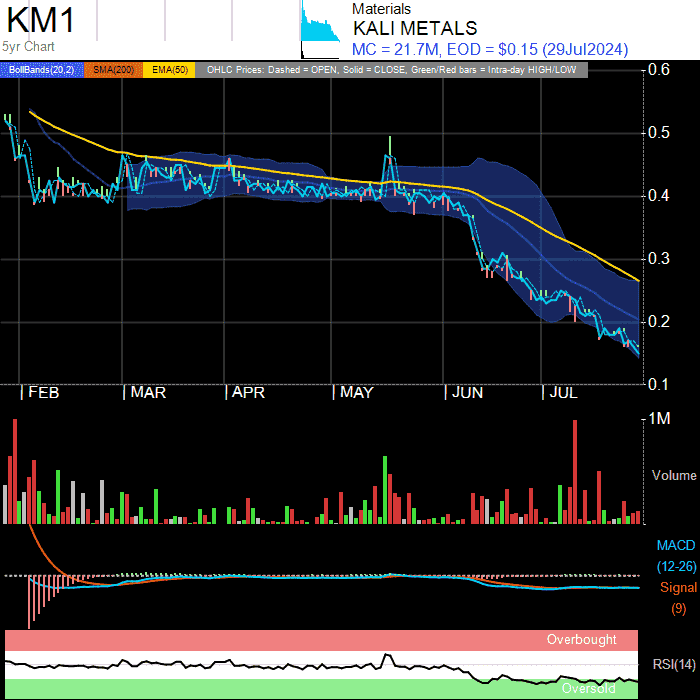 KM1
5yr Chart
Materials
KALI METALS
MC = 21.7M, EOD = $0.15 (29Jul2024)
BollBands(20,2) SMA(200) EMA(50) OHLC Prices: Dashed = OPEN, Solid = CLOSE, Green/Red bars = Intra-day HIGH/LOW
0.6
0.5
0.4
0.3
0.2
0.1
FEB MAR APR MAY JUN JUL
1M
Volume
MACD
(12-26)
Signal
(9)
Overbought
RSI(14)
Oversold